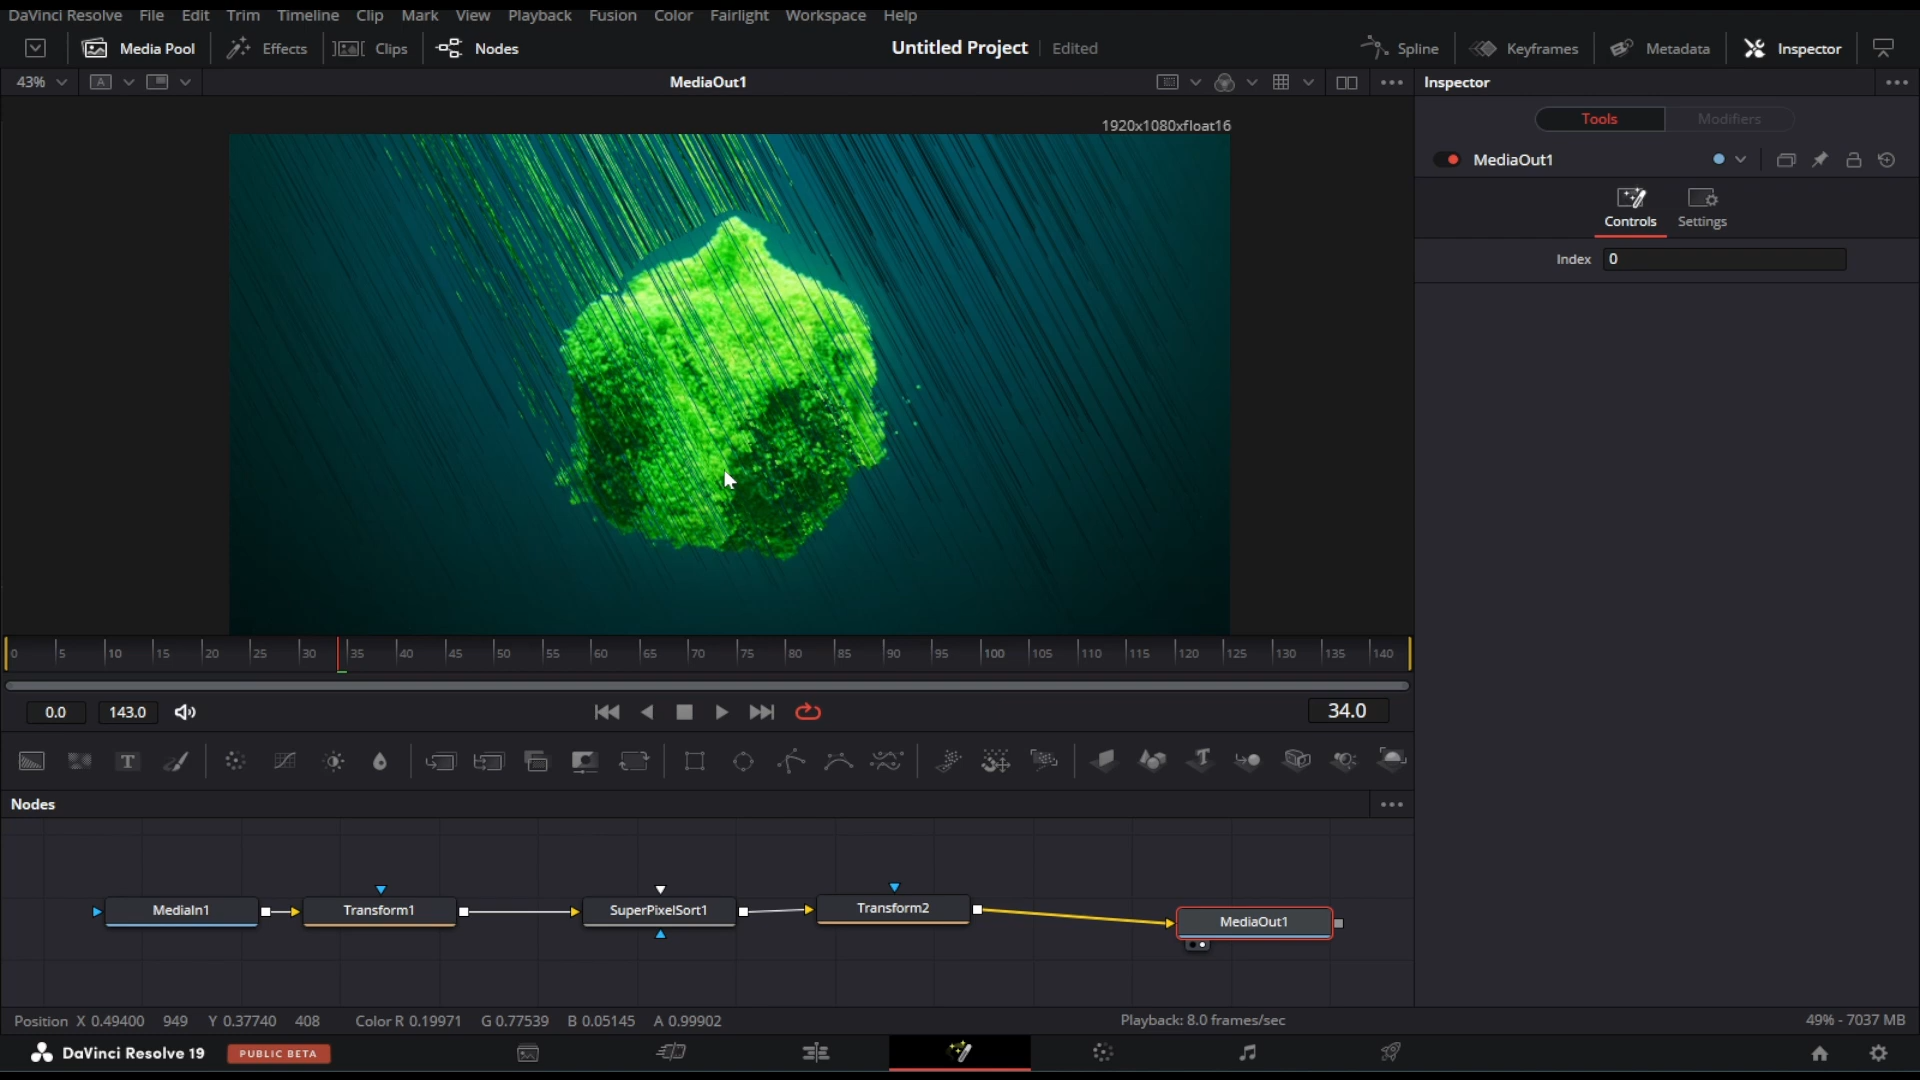 DaVinci Resolve File Edit Trim Timeline Clip Mark View Playback Fusion Color Fairlight Workspace Help
Media Pool Effects Clips Nodes Untitled Project Edited Spline Keyframes Metadata Inspector
43% A MediaOut1 Inspector
1920x1080xfloat16
Tools Modifiers
MediaOut1
Controls Settings
Index 0
0 5 10 15 20 25 30 35 40 45 50 55 60 65 70 75 80 85 90 95 100 105 110 115 120 125 130 135 140
0.0 143.0 34.0
T T
Nodes
MediaIn1 Transform1 SuperPixelSort1 Transform2 MediaOut1
Position X 0.49400 949 Y 0.37740 408 Color R 0.19971 G 0.77539 B 0.05145 A 0.99902 Playback: 8.0 frames/sec 49% - 7037 MB
DaVinci Resolve 19 PUBLIC BETA